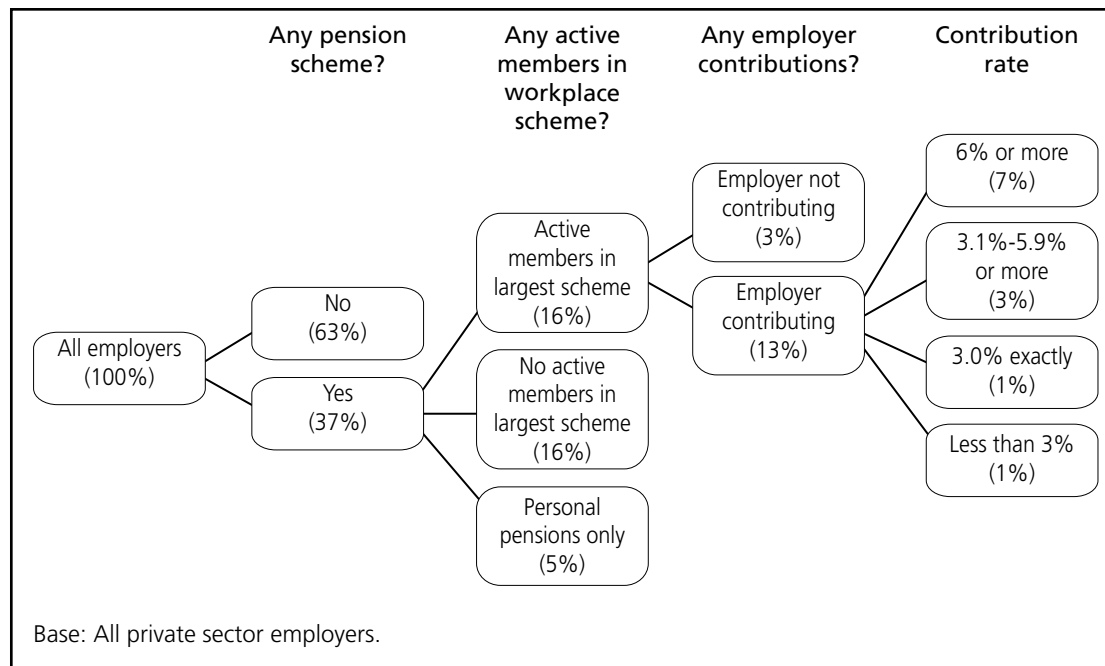 Any pension
scheme?
Any active
members in
workplace
scheme?
Any employer
contributions?
Contribution
rate
All employers
(100%)
No
(63%)
Yes
(37%)
Active
members in
largest scheme
(16%)
No active
members in
largest scheme
(16%)
Personal
pensions only
(5%)
Employer not
contributing
(3%)
Employer
contributing
(13%)
6% or more
(7%)
3.1%-5.9%
or more
(3%)
3.0% exactly
(1%)
Less than 3%
(1%)
Base: All private sector employers.